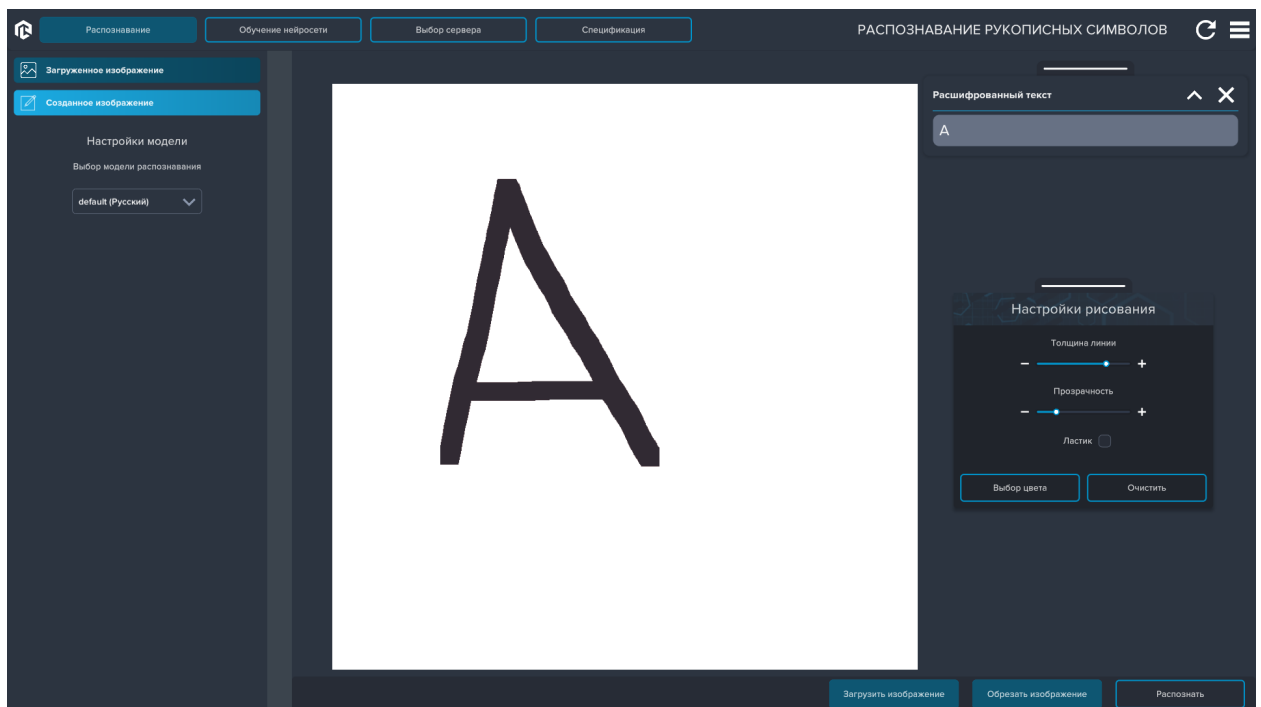 Распознавание
Обучение нейросети
Выбор сервера
Спецификация
РАСПОЗНАВАНИЕ РУКОПИСНЫХ СИМВОЛОВ
Загруженное изображение
Созданное изображение
Настройки модели
Выбор модели распознавания
default (Русский)
А
Расшифрованный текст
А
Настройки рисования
Толщина линии
Прозрачность
Ластик
Выбор цвета
Очистить
Загрузить изображение
Обрезать изображение
Распознать